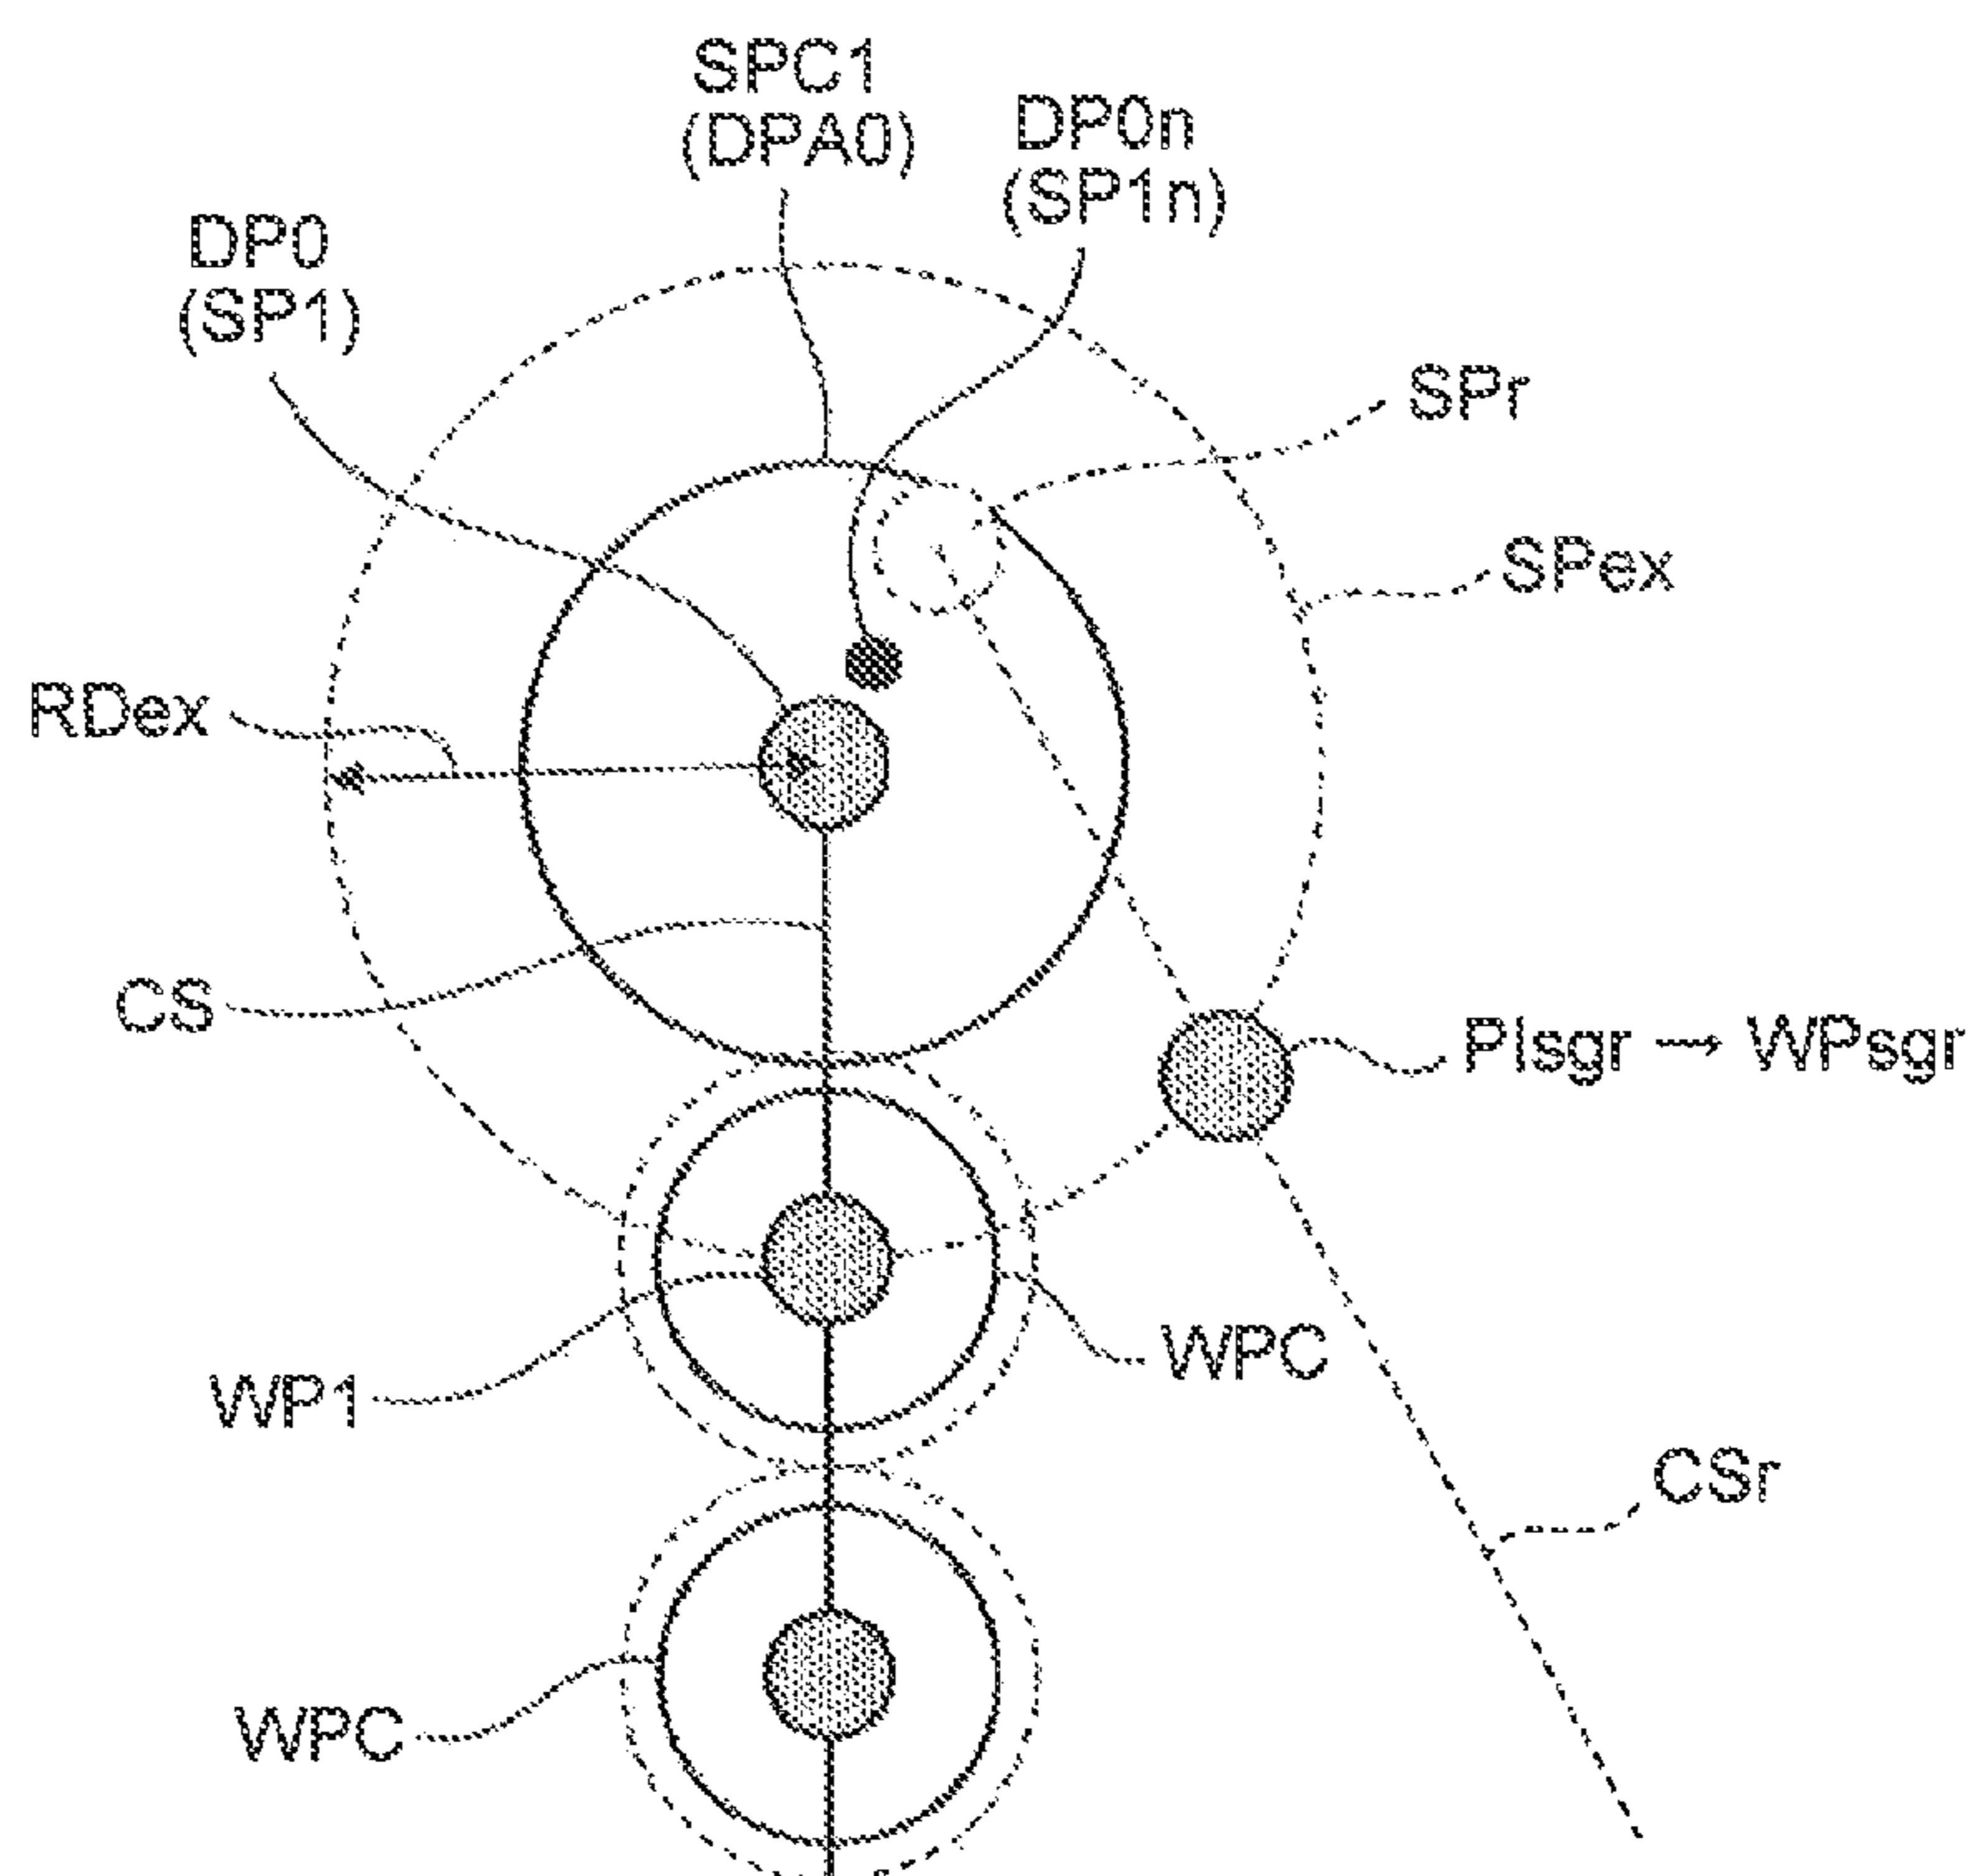 SPC1
(DPA0)
DP0n
(SP1n)
DP0
(SP1)
SPr
SPex
RDex
CS
PIsgr → WPsgr
WP1
WPC
CSr
WPC